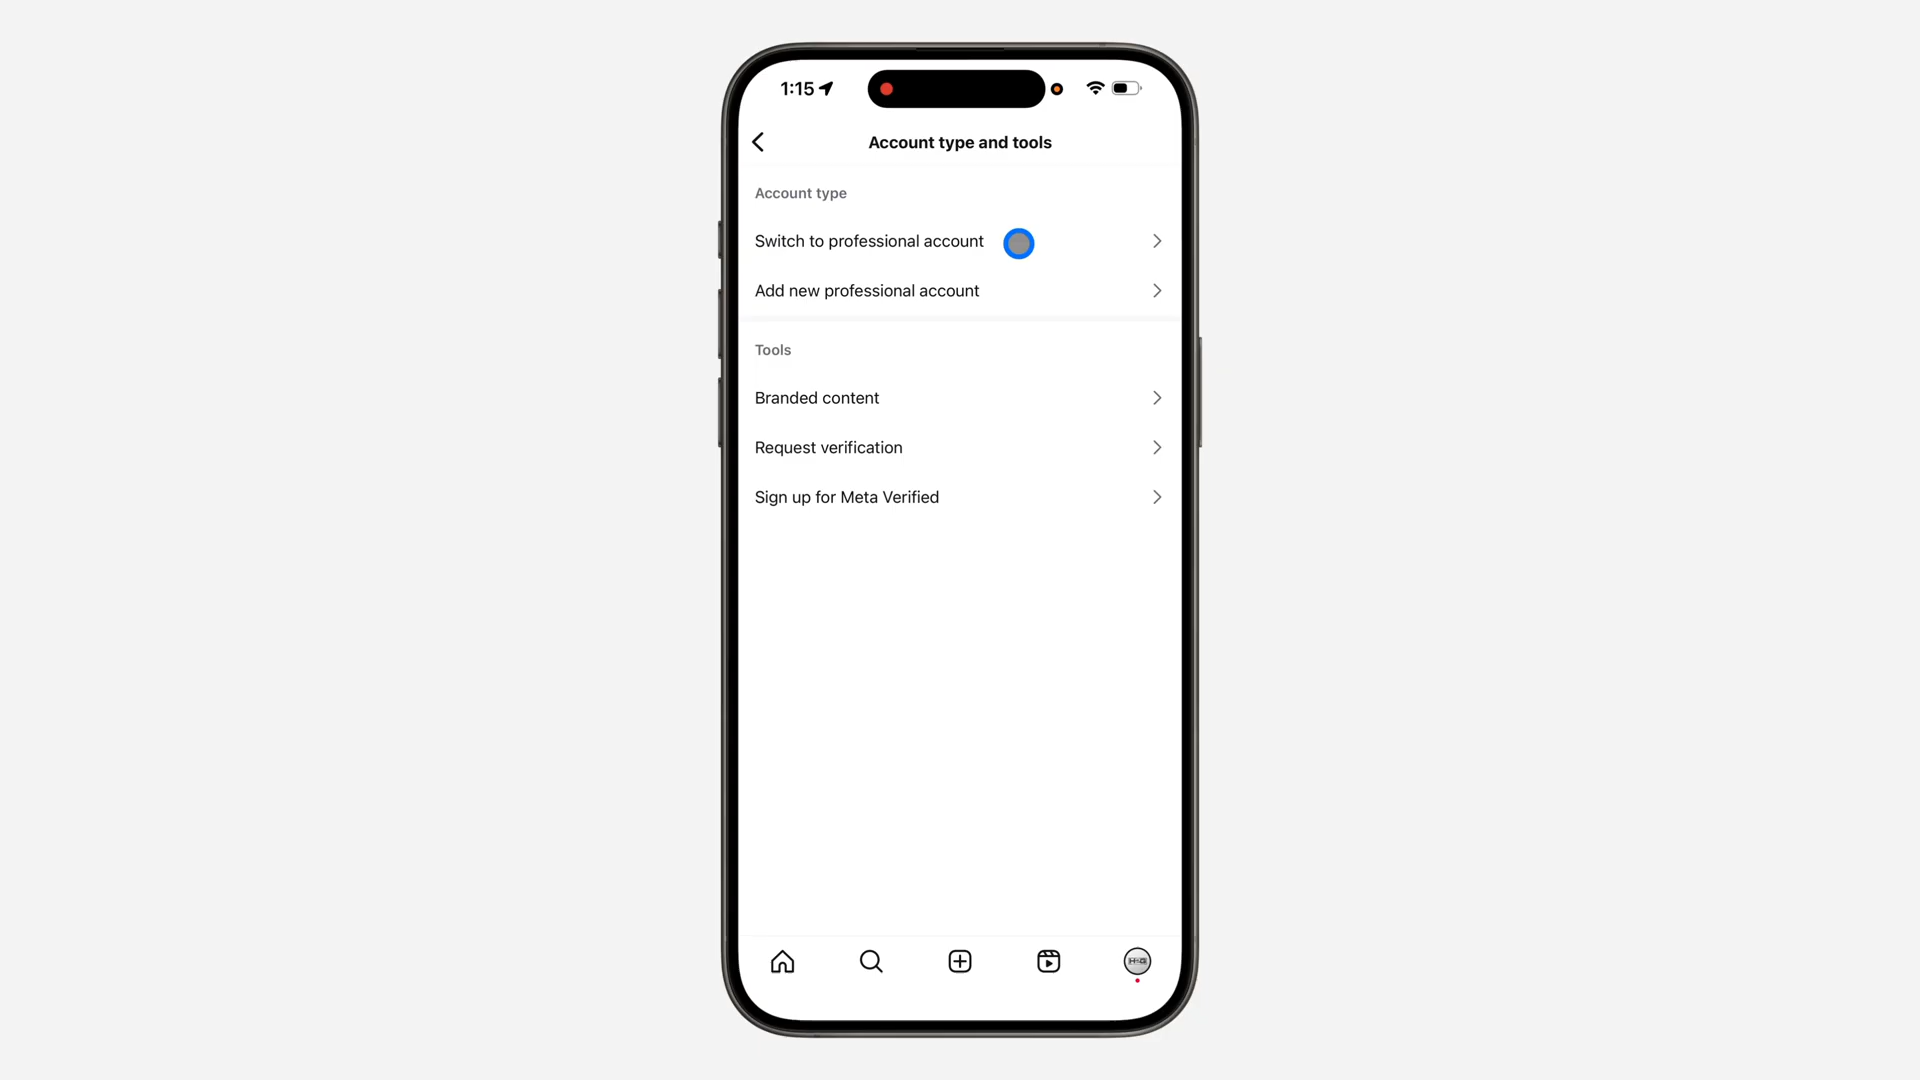 1:15
Account type and tools
Account type
Switch to professional account
Add new professional account
Tools
Branded content
Request verification
Sign up for Meta Verified